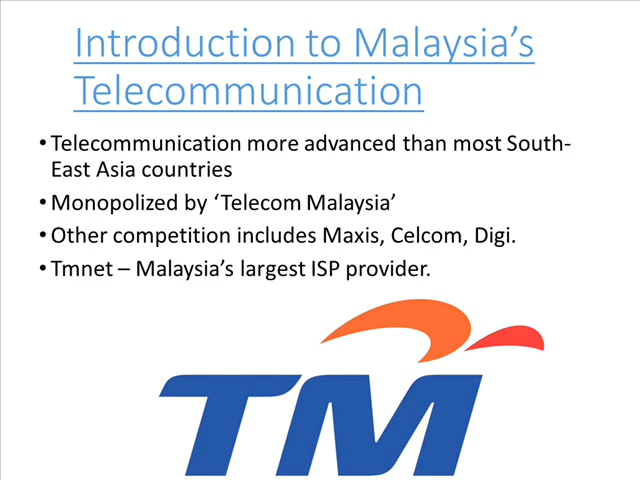 Introduction to Malaysia's
Telecommunication
• Telecommunication more advanced than most South-
East Asia countries
• Monopolized by ‘Telecom Malaysia’
• Other competition includes Maxis, Celcom, Digi.
• Tmnet – Malaysia’s largest ISP provider.
TM